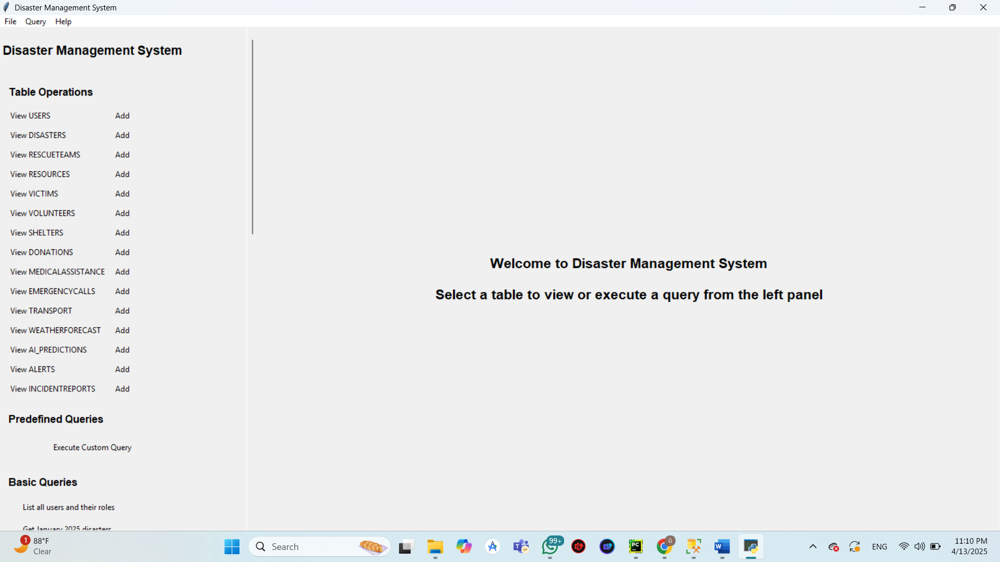 Disaster Management System
File Query Help
Disaster Management System
Table Operations
View USERS Add
View DISASTERS Add
View RESCUETEAMS Add
View RESOURCES Add
View VICTIMS Add
View VOLUNTEERS Add
View SHELTERS Add
View DONATIONS Add
View MEDICALASSISTANCE Add
View EMERGENCYCALLS Add
View TRANSPORT Add
View WEATHERFORECAST Add
View AI_PREDICTIONS Add
View ALERTS Add
View INCIDENTREPORTS Add
Predefined Queries
Execute Custom Query
Basic Queries
List all users and their roles
Get January 2025 disasters
Welcome to Disaster Management System
Select a table to view or execute a query from the left panel
1
88°F
Clear
Search
T
GP
99+
PC
G
W
ENG
11:10 PM
4/13/2025